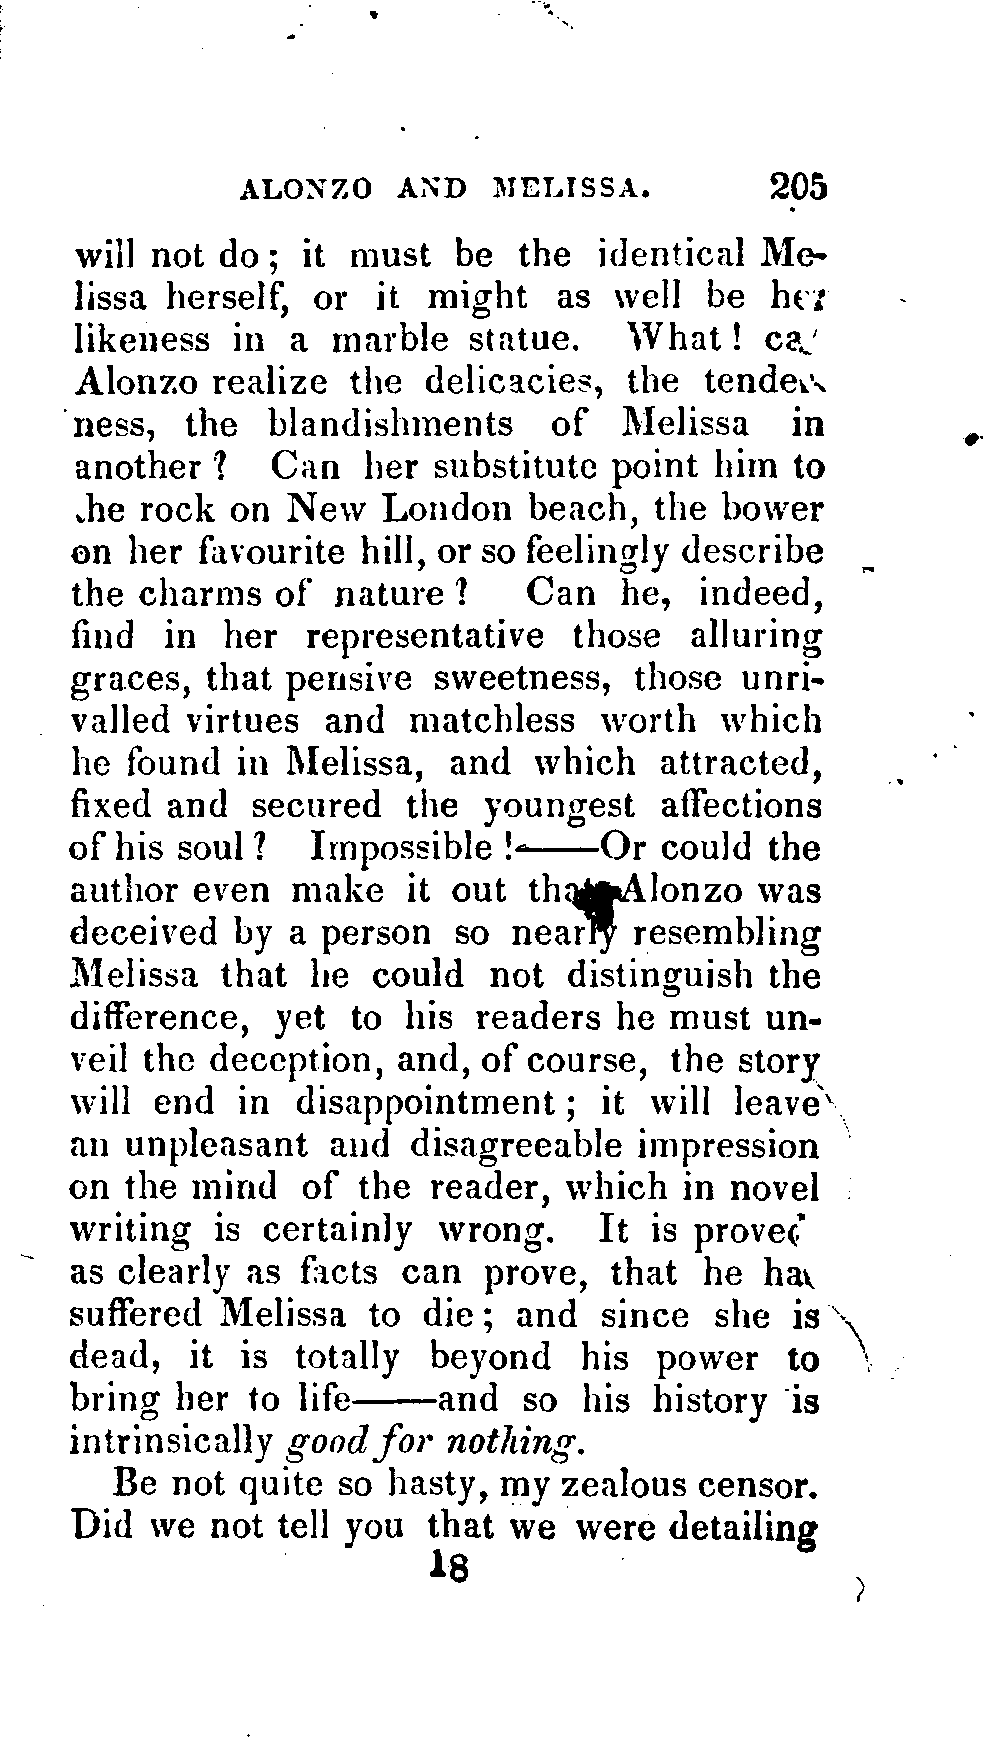 ALONZO AND MELISSA. 205
will not do; it must be the identical Me-
lissa herself, or it might as well be her
likeness in a marble statue. What! ca
Alonzo realize the delicacies, the tender
ness, the blandishments of Melissa in
another? Can her substitute point him to
he rock on New London beach, the bower
on her favourite hill, or so feelingly describe
the charms of nature? Can he, indeed,
find in her representative those alluring
graces, that pensive sweetness, those unri-
valled virtues and matchless worth which
he found in Melissa, and which attracted,
fixed and secured the youngest affections
of his soul? Impossible!——Or could the
author even make it out that Alonzo was
deceived by a person so nearly resembling
Melissa that he could not distinguish the
difference, yet to his readers he must un-
veil the deception, and, of course, the story
will end in disappointment; it will leave
an unpleasant and disagreeable impression
on the mind of the reader, which in novel
writing is certainly wrong. It is proved
as clearly as facts can prove, that he has
suffered Melissa to die; and since she is
dead, it is totally beyond his power to
bring her to life——and so his history is
intrinsically good for nothing.
Be not quite so hasty, my zealous censor.
Did we not tell you that we were detailing
18